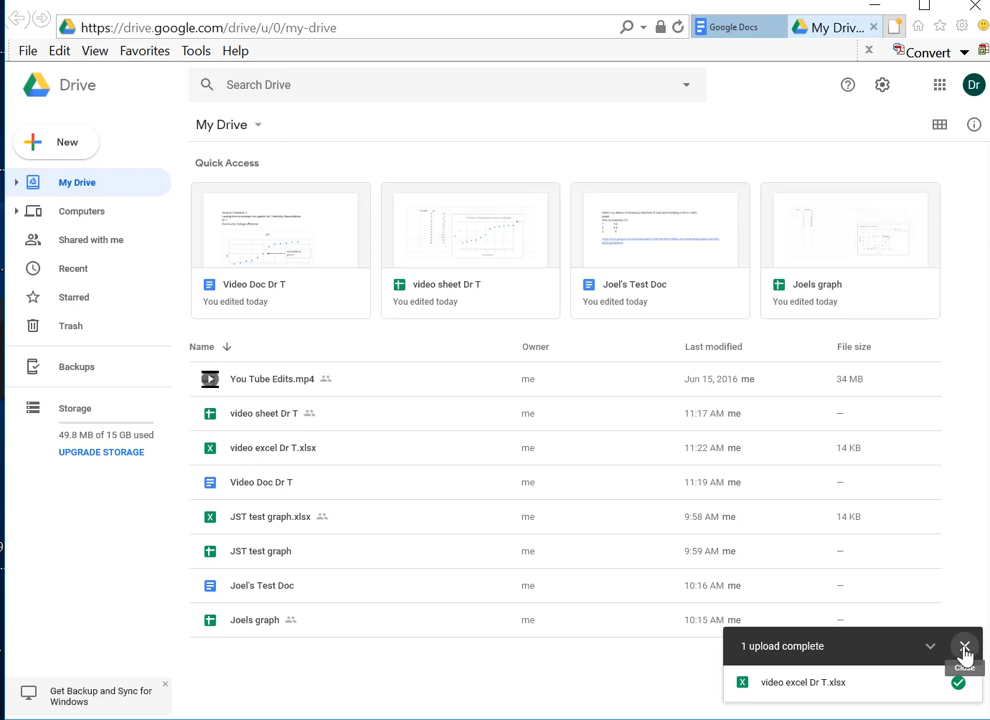 https://drive.google.com/drive/u/0/my-drive
Google Docs
My Driv...
File Edit View Favorites Tools Help
x Convert
Drive
Search Drive
Dr
New
My Drive
My Drive
Computers
Shared with me
Recent
Starred
Trash
Backups
Storage
49.8 MB of 15 GB used
UPGRADE STORAGE
Get Backup and Sync for
Windows
Quick Access
Video Doc Dr T
You edited today
video sheet Dr T
You edited today
Joel's Test Doc
You edited today
Joels graph
You edited today
Name Owner Last modified File size
You Tube Edits.mp4 me Jun 15, 2016 me 34 MB
video sheet Dr T me 11:17 AM me –
video excel Dr T.xlsx me 11:22 AM me 14 KB
Video Doc Dr T me 11:19 AM me –
JST test graph.xlsx me 9:58 AM me 14 KB
JST test graph me 9:59 AM me –
Joel's Test Doc me 10:16 AM me –
Joels graph me 10:15 AM me –
1 upload complete
Close
video excel Dr T.xlsx